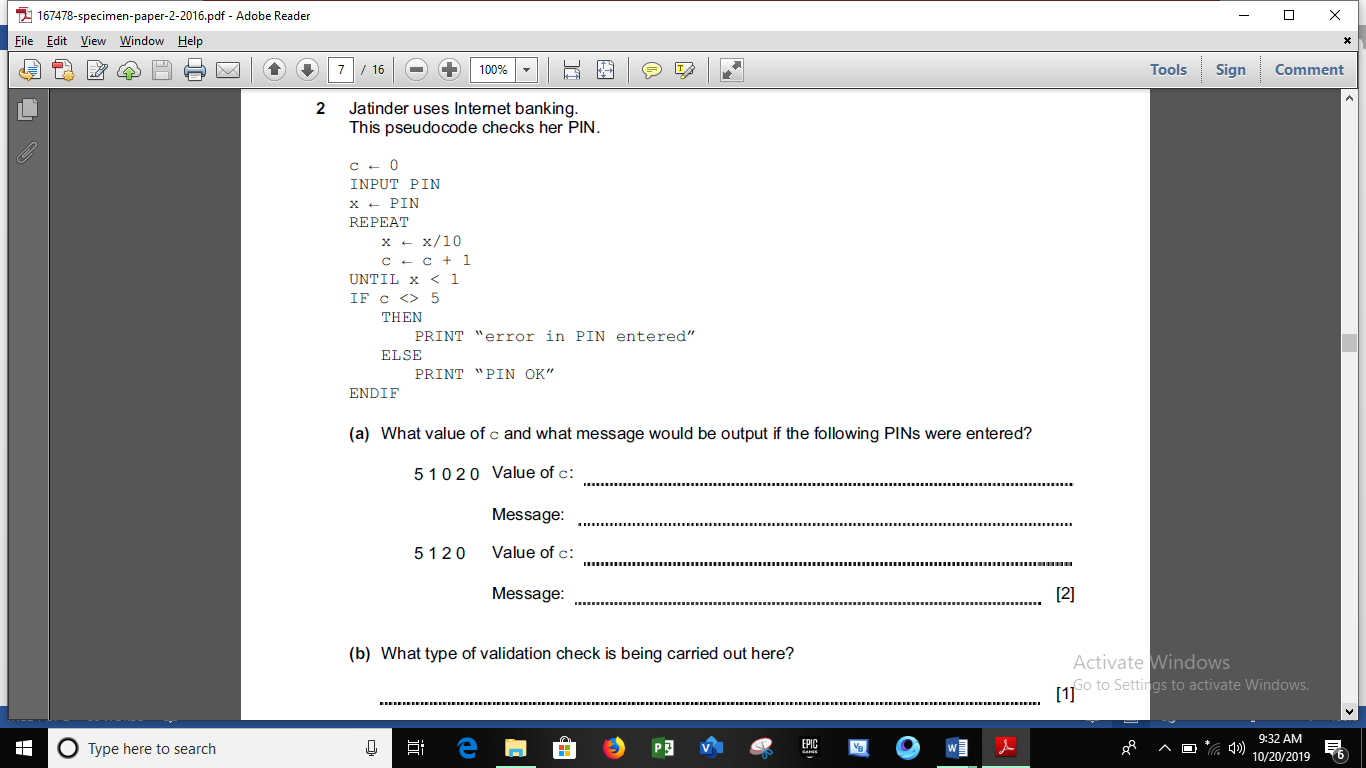 167478-specimen-paper-2-2016.pdf - Adobe Reader
File Edit View Window Help
7 / 16 100% Tools Sign Comment
2 Jatinder uses Internet banking.
This pseudocode checks her PIN.
c ← 0
INPUT PIN
x ← PIN
REPEAT
x ← x/10
c ← c + 1
UNTIL x < 1
IF c <> 5
THEN
PRINT “error in PIN entered”
ELSE
PRINT “PIN OK”
ENDIF
(a) What value of c and what message would be output if the following PINs were entered?
5 1 0 2 0 Value of c:
Message:
5 1 2 0 Value of c:
Message: [2]
(b) What type of validation check is being carried out here?
[1]
Activate Windows
Go to Settings to activate Windows.
Type here to search
9:32 AM
10/20/2019
6